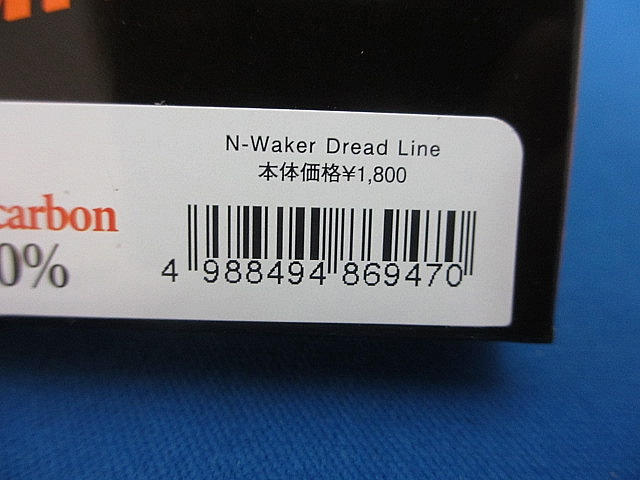 N-Waker Dread Line
本体価格¥1,800
carbon
0%
4 988494 869470